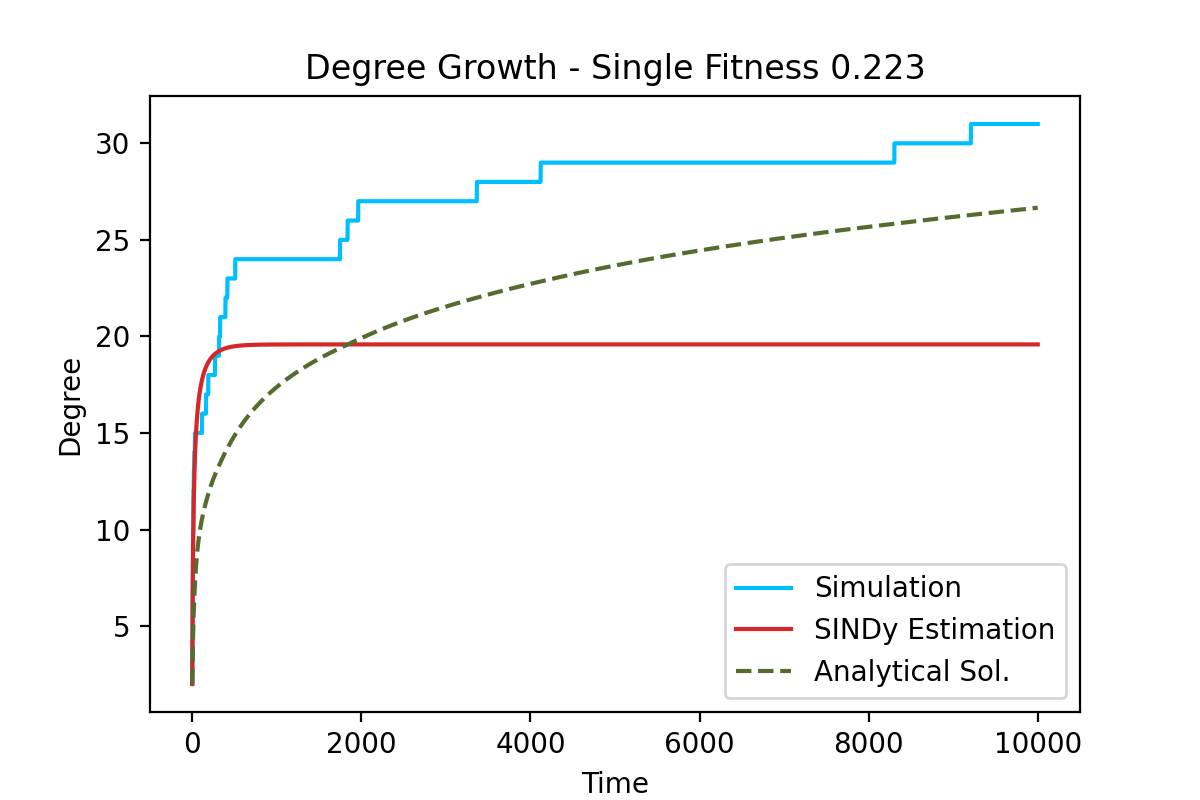 Degree Growth - Single Fitness 0.223
30
25
20
15
10
5
Degree
Simulation
SINDy Estimation
Analytical Sol.
0
2000
4000
6000
8000
10000
Time